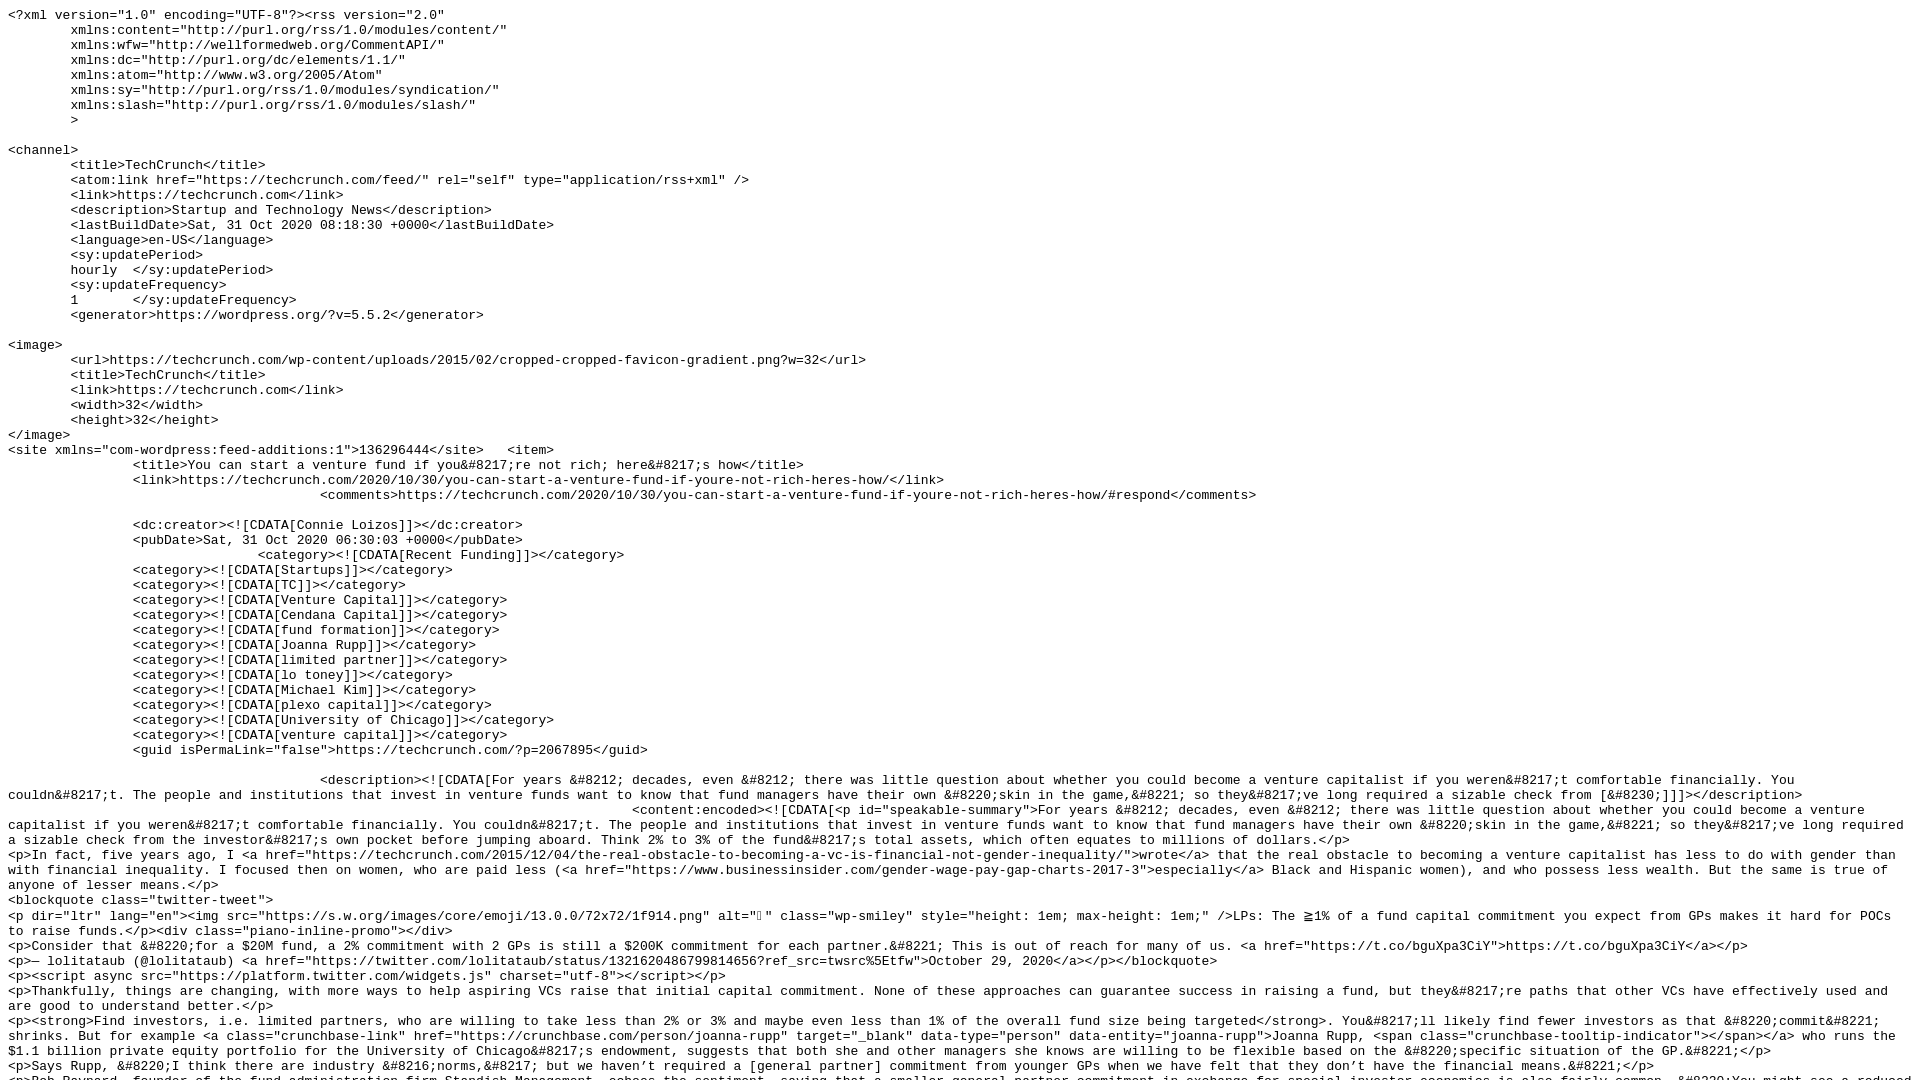 <?xml version="1.0" encoding="UTF-8"?><rss version="2.0"
xmlns:content="http://purl.org/rss/1.0/modules/content/"
xmlns:wfw="http://wellformedweb.org/CommentAPI/"
xmlns:dc="http://purl.org/dc/elements/1.1/"
xmlns:atom="http://www.w3.org/2005/Atom"
xmlns:sy="http://purl.org/rss/1.0/modules/syndication/"
xmlns:slash="http://purl.org/rss/1.0/modules/slash/"
>
<channel>
<title>TechCrunch</title>
<atom:link href="https://techcrunch.com/feed/" rel="self" type="application/rss+xml" />
<link>https://techcrunch.com</link>
<description>Startup and Technology News</description>
<lastBuildDate>Sat, 31 Oct 2020 08:18:30 +0000</lastBuildDate>
<language>en-US</language>
<sy:updatePeriod>
hourly  </sy:updatePeriod>
<sy:updateFrequency>
1       </sy:updateFrequency>
<generator>https://wordpress.org/?v=5.5.2</generator>
<image>
<url>https://techcrunch.com/wp-content/uploads/2015/02/cropped-cropped-favicon-gradient.png?w=32</url>
<title>TechCrunch</title>
<link>https://techcrunch.com</link>
<width>32</width>
<height>32</height>
</image>
<site xmlns="com-wordpress:feed-additions:1">136296444</site>   <item>
<title>You can start a venture fund if you&#8217;re not rich; here&#8217;s how</title>
<link>https://techcrunch.com/2020/10/30/you-can-start-a-venture-fund-if-youre-not-rich-heres-how/</link>
<comments>https://techcrunch.com/2020/10/30/you-can-start-a-venture-fund-if-youre-not-rich-heres-how/#respond</comments>
<dc:creator><![CDATA[Connie Loizos]]></dc:creator>
<pubDate>Sat, 31 Oct 2020 06:30:03 +0000</pubDate>
<category><![CDATA[Recent Funding]]></category>
<category><![CDATA[Startups]]></category>
<category><![CDATA[TC]]></category>
<category><![CDATA[Venture Capital]]></category>
<category><![CDATA[Cendana Capital]]></category>
<category><![CDATA[fund formation]]></category>
<category><![CDATA[Joanna Rupp]]></category>
<category><![CDATA[limited partner]]></category>
<category><![CDATA[lo toney]]></category>
<category><![CDATA[Michael Kim]]></category>
<category><![CDATA[plexo capital]]></category>
<category><![CDATA[University of Chicago]]></category>
<category><![CDATA[venture capital]]></category>
<guid isPermaLink="false">https://techcrunch.com/?p=2067895</guid>
<description><![CDATA[For years &#8212; decades, even &#8212; there was little question about whether you could become a venture capitalist if you weren&#8217;t comfortable financially. You
couldn&#8217;t. The people and institutions that invest in venture funds want to know that fund managers have their own &#8220;skin in the game,&#8221; so they&#8217;ve long required a sizable check from [&#8230;]]]></description>
<content:encoded><![CDATA[<p id="speakable-summary">For years &#8212; decades, even &#8212; there was little question about whether you could become a venture
capitalist if you weren&#8217;t comfortable financially. You couldn&#8217;t. The people and institutions that invest in venture funds want to know that fund managers have their own &#8220;skin in the game,&#8221; so they&#8217;ve long required
a sizable check from the investor&#8217;s own pocket before jumping aboard. Think 2% to 3% of the fund&#8217;s total assets, which often equates to millions of dollars.</p>
<p>In fact, five years ago, I <a href="https://techcrunch.com/2015/12/04/the-real-obstacle-to-becoming-a-vc-is-financial-not-gender-inequality/">wrote</a> that the real obstacle to becoming a venture capitalist has less to do with gender than
with financial inequality. I focused then on women, who are paid less (<a href="https://www.businessinsider.com/gender-wage-pay-gap-charts-2017-3">especially</a> Black and Hispanic women), and who possess less wealth. But the same is true of
anyone of lesser means.</p>
<blockquote class="twitter-tweet">
<p dir="ltr" lang="en"><img src="https://s.w.org/images/core/emoji/13.0.0/72x72/1f914.png" alt="" class="wp-smiley" style="height: 1em; max-height: 1em;" />LPs: The ≧1% of a fund capital commitment you expect from GPs makes it hard for POCs
to raise funds.</p><div class="piano-inline-promo"></div>
<p>Consider that &#8220;for a $20M fund, a 2% commitment with 2 GPs is still a $200K commitment for each partner.&#8221; This is out of reach for many of us. <a href="https://t.co/bguXpa3CiY">https://t.co/bguXpa3CiY</a></p>
<p>— lolitataub (@lolitataub) <a href="https://twitter.com/lolitataub/status/1321620486799814656?ref_src=twsrc%5Etfw">October 29, 2020</a></p></blockquote>
<p><script async src="https://platform.twitter.com/widgets.js" charset="utf-8"></script></p>
<p>Thankfully, things are changing, with more ways to help aspiring VCs raise that initial capital commitment. None of these approaches can guarantee success in raising a fund, but they&#8217;re paths that other VCs have effectively used and
are good to understand better.</p>
<p><strong>Find investors, i.e. limited partners, who are willing to take less than 2% or 3% and maybe even less than 1% of the overall fund size being targeted</strong>. You&#8217;ll likely find fewer investors as that &#8220;commit&#8221;
shrinks. But for example <a class="crunchbase-link" href="https://crunchbase.com/person/joanna-rupp" target="_blank" data-type="person" data-entity="joanna-rupp">Joanna Rupp, <span class="crunchbase-tooltip-indicator"></span></a> who runs the
$1.1 billion private equity portfolio for the University of Chicago&#8217;s endowment, suggests that both she and other managers she knows are willing to be flexible based on the &#8220;specific situation of the GP.&#8221;</p>
<p>Says Rupp, &#8220;I think there are industry &#8216;norms,&#8217; but we haven’t required a [general partner] commitment from younger GPs when we have felt that they don’t have the financial means.&#8221;</p>